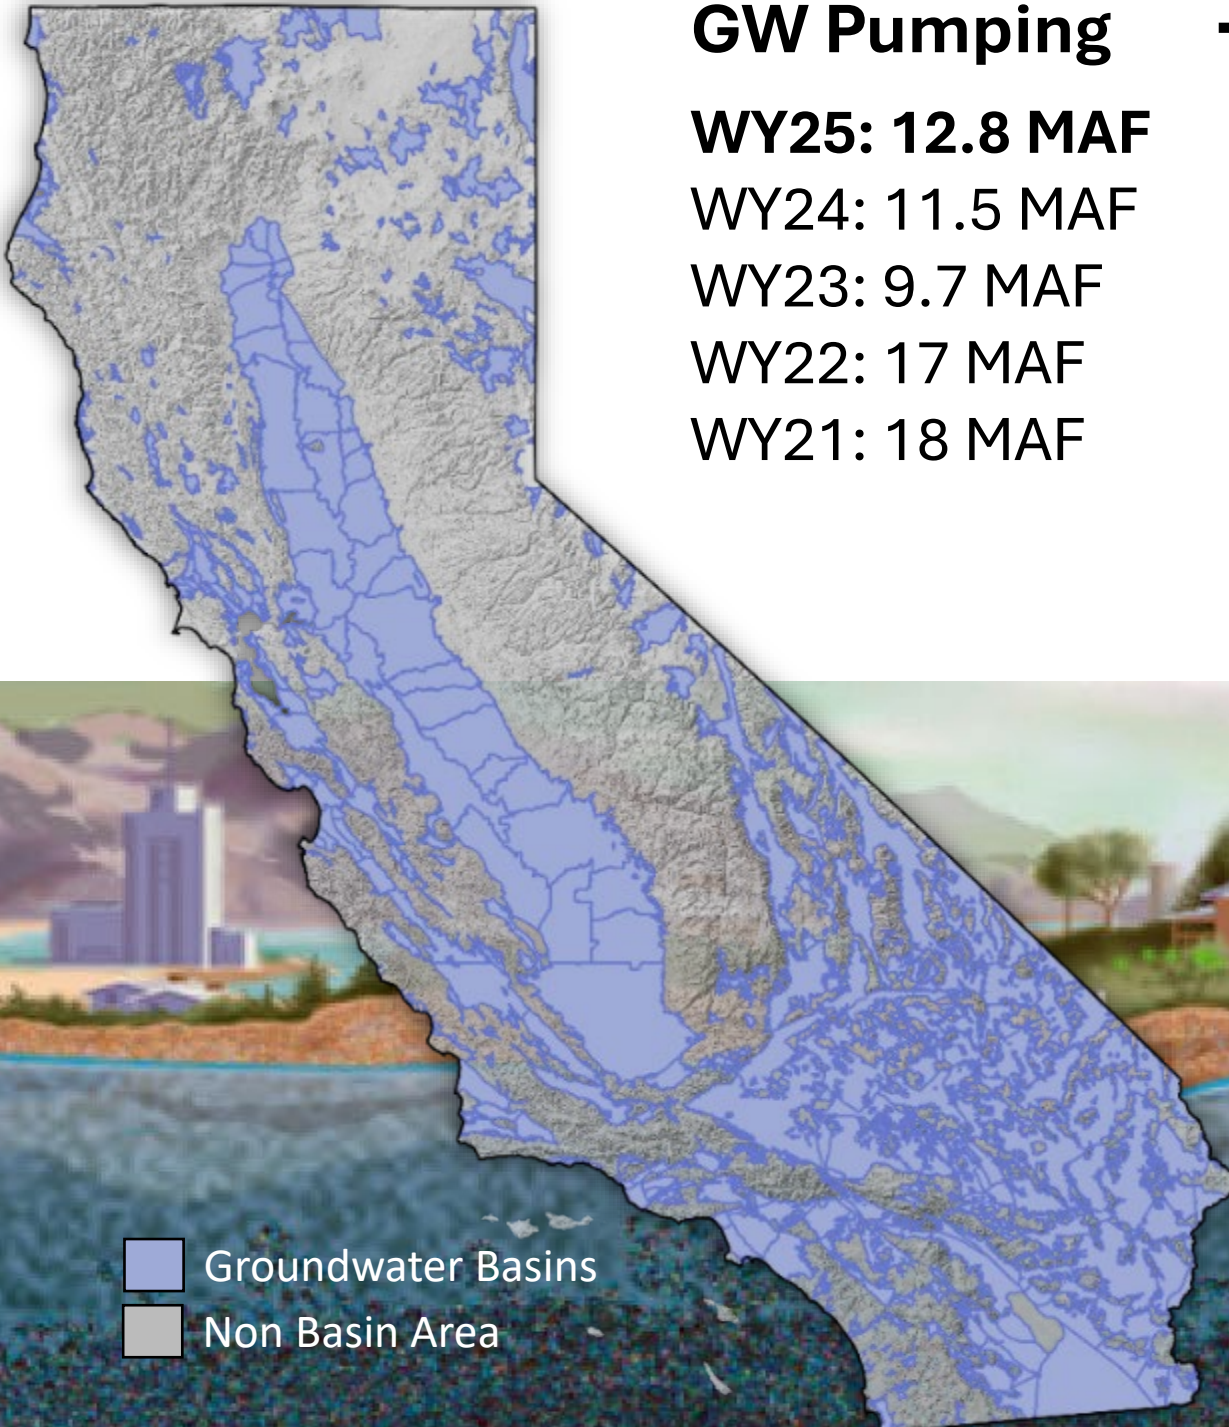 GW Pumping
WY25: 12.8 MAF
WY24: 11.5 MAF
WY23: 9.7 MAF
WY22: 17 MAF
WY21: 18 MAF
Groundwater Basins
Non Basin Area